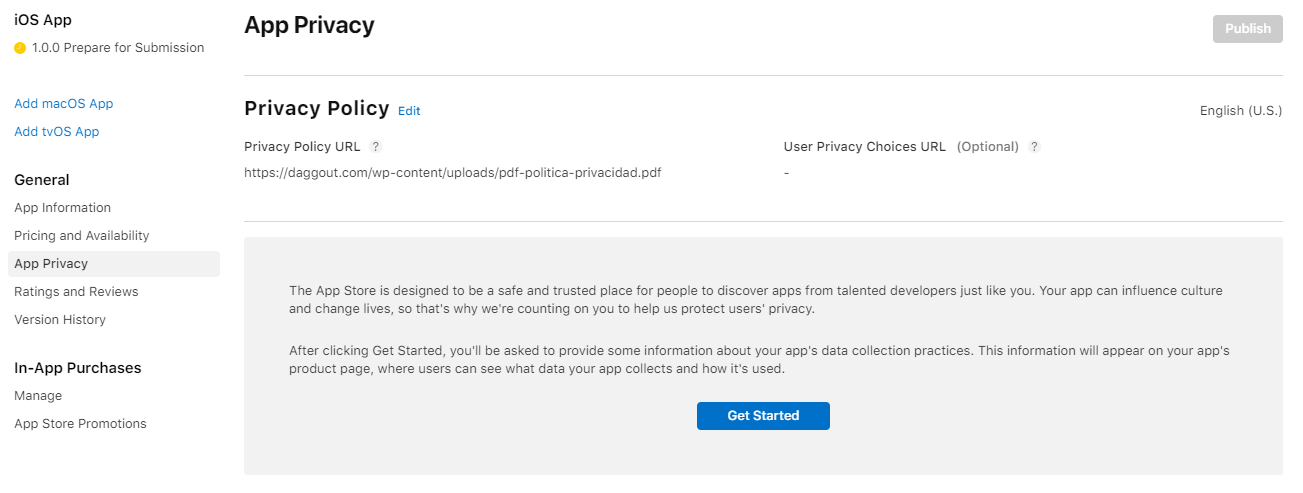 iOS App
1.0.0 Prepare for Submission
Add macOS App
Add tvOS App
General
App Information
Pricing and Availability
App Privacy
Ratings and Reviews
Version History
In-App Purchases
Manage
App Store Promotions
App Privacy
Publish
Privacy Policy Edit
English (U.S.)
Privacy Policy URL ?
https://daggout.com/wp-content/uploads/pdf-politica-privacidad.pdf
User Privacy Choices URL (Optional) ?
-
The App Store is designed to be a safe and trusted place for people to discover apps from talented developers just like you. Your app can influence culture
and change lives, so that's why we're counting on you to help us protect users' privacy.
After clicking Get Started, you'll be asked to provide some information about your app's data collection practices. This information will appear on your app's
product page, where users can see what data your app collects and how it's used.
Get Started